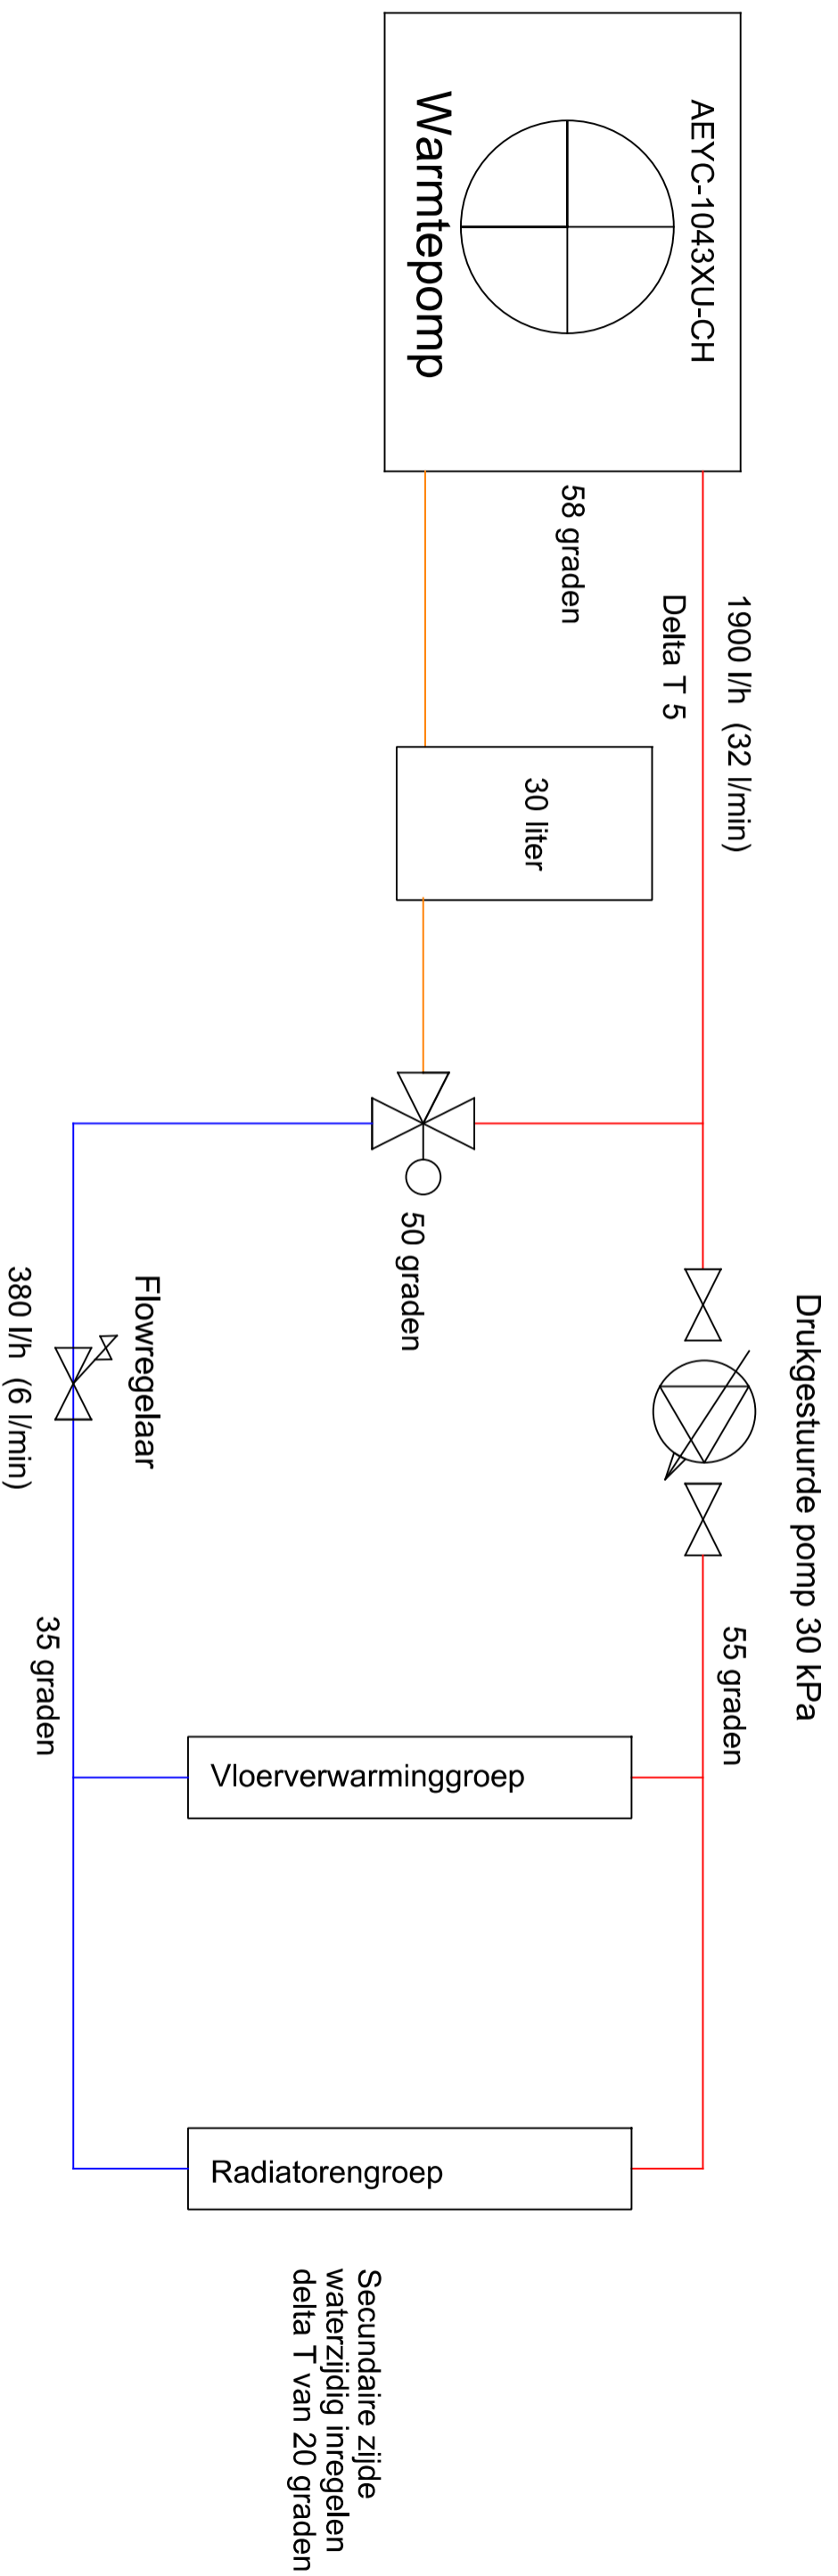 AEYC-1043XU-CH
Warmtepomp
58 graden
1900 l/h (32 l/min)
Delta T 5
30 liter
50 graden
Drukgestuurde pomp 30 kPa
55 graden
Flowregelaar
380 l/h (6 l/min)
35 graden
Vloerverwarminggroep
Radiatorengroep
Secundaire zijde
waterzijdig inregelen
delta T van 20 graden